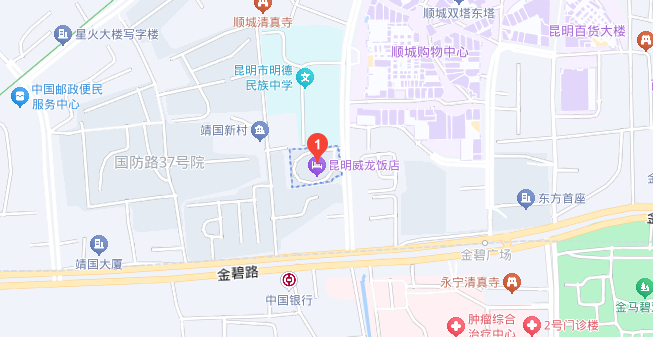 顺城清真寺
顺城双塔东塔
星火大楼写字楼
昆明百货大楼
顺城购物中心
昆明市明德
民族中学
中国邮政便民
服务中心
靖国新村
1
国防路37号院
昆明威龙饭店
东方首座
靖国大厦
金碧路
金碧广场
中国银行
永宁清真寺
金马碧
肿瘤综合
治疗中心
2号门诊楼